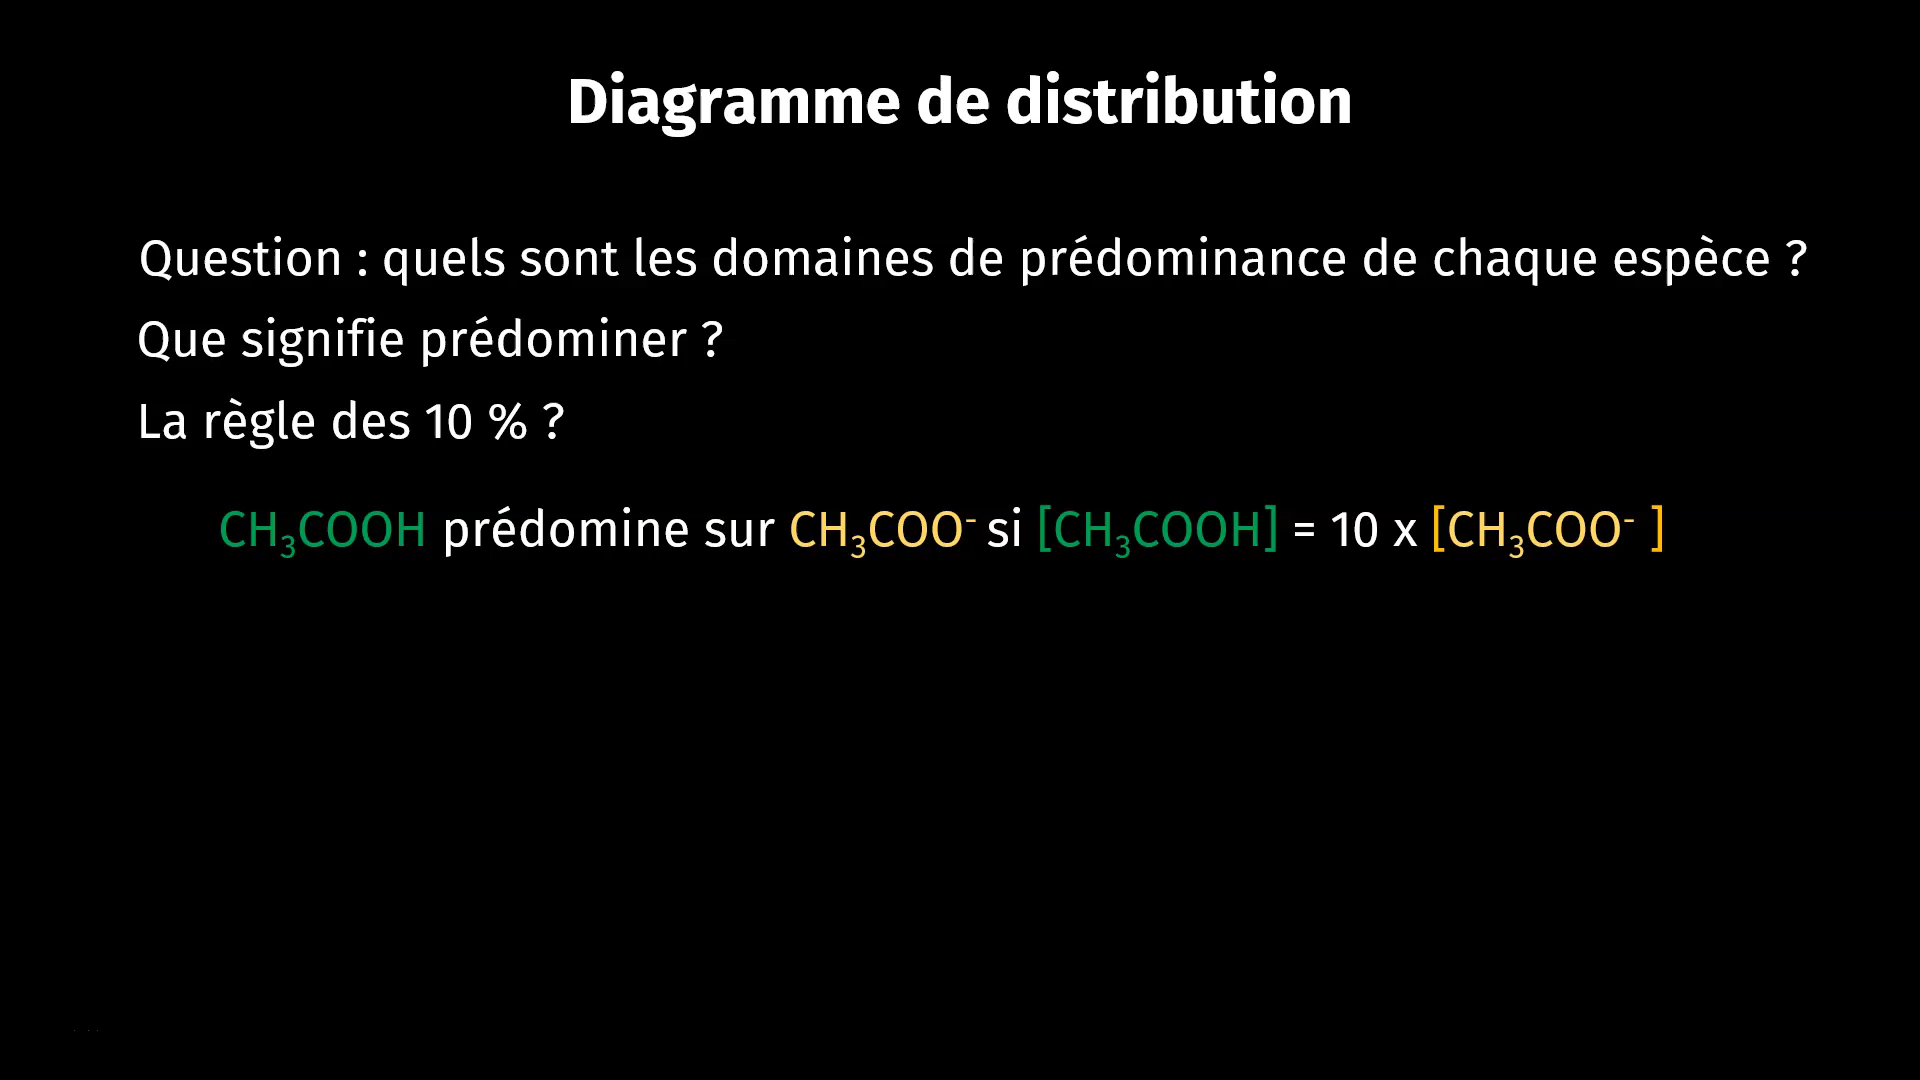 Diagramme de distribution
Question : quels sont les domaines de prédominance de chaque espèce ?
Que signifie prédominer ?
La règle des 10 % ?
CH₃COOH prédomine sur CH₃COO⁻ si [CH₃COOH] = 10 x [CH₃COO⁻ ]